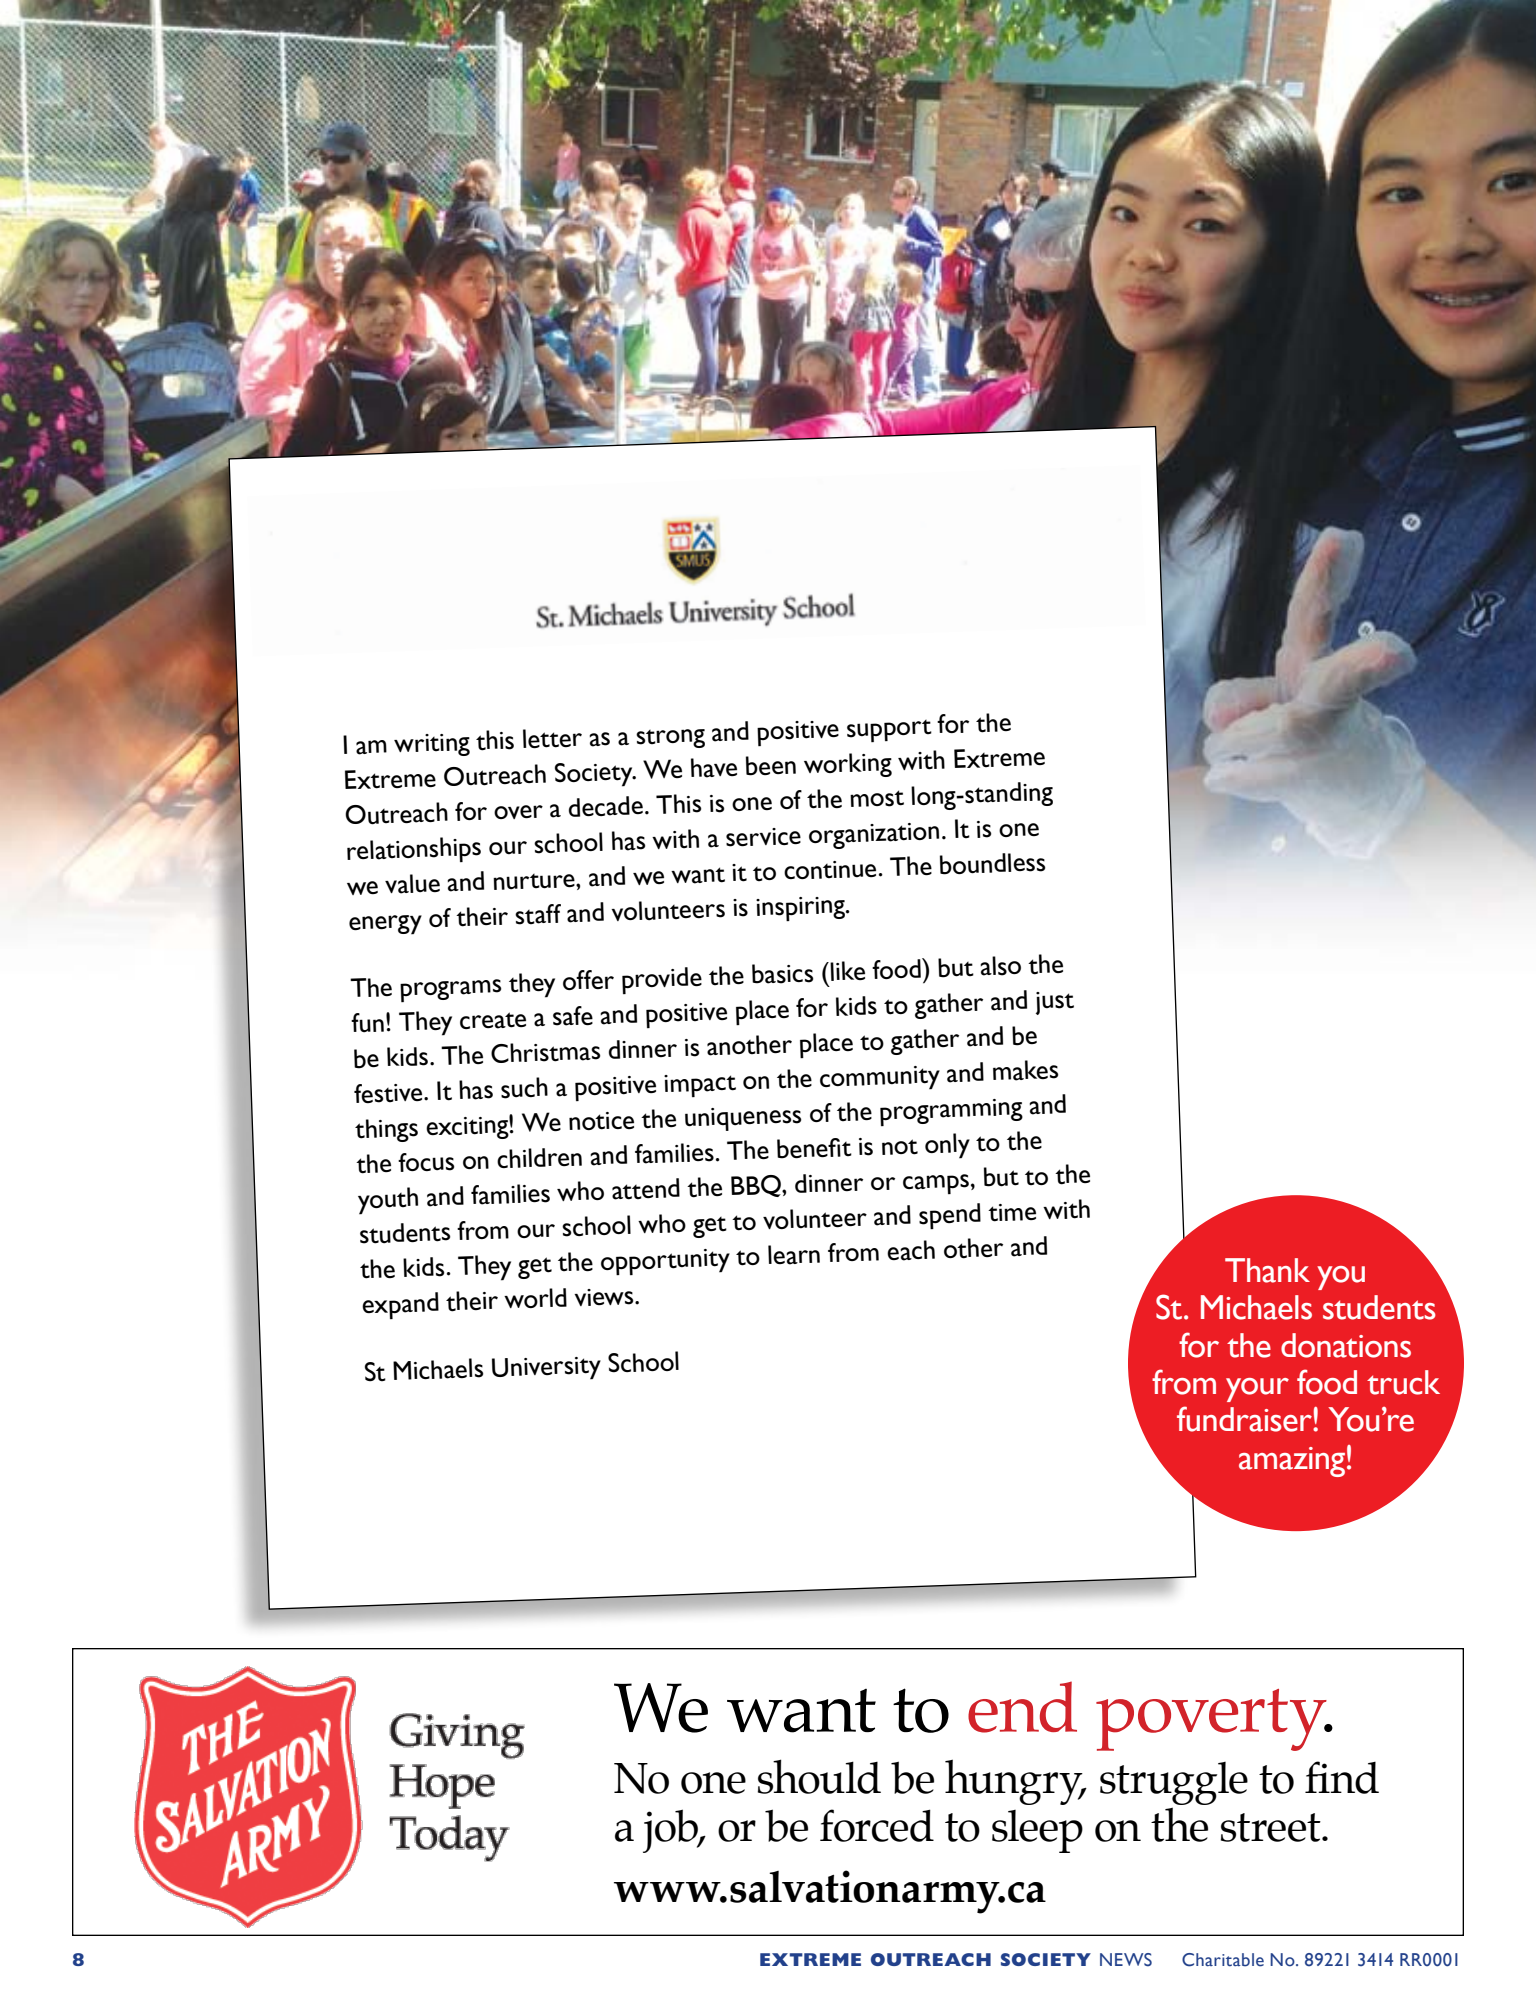 SMUS
St. Michaels University School
I am writing this letter as a strong and positive support for the
Extreme Outreach Society. We have been working with Extreme
Outreach for over a decade. This is one of the most long-standing
relationships our school has with a service organization. It is one
we value and nurture, and we want it to continue. The boundless
energy of their staff and volunteers is inspiring.
The programs they offer provide the basics (like food) but also the
fun! They create a safe and positive place for kids to gather and just
be kids. The Christmas dinner is another place to gather and be
festive. It has such a positive impact on the community and makes
things exciting! We notice the uniqueness of the programming and
the focus on children and families. The benefit is not only to the
youth and families who attend the BBQ, dinner or camps, but to the
students from our school who get to volunteer and spend time with
the kids. They get the opportunity to learn from each other and
expand their world views.
St Michaels University School
Thank you
St. Michaels students
for the donations
from your food truck
fundraiser! You’re
amazing!
THE
SALVATION
ARMY
Giving
Hope
Today
We want to end poverty.
No one should be hungry, struggle to find
a job, or be forced to sleep on the street.
www.salvationarmy.ca
8
EXTREME OUTREACH SOCIETY NEWS Charitable No. 89221 3414 RR0001